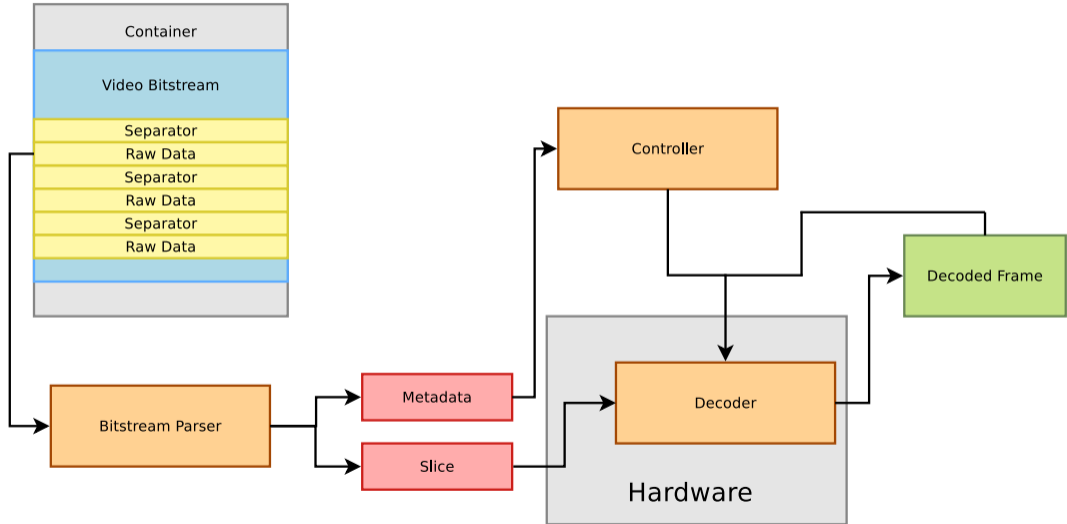 Container
Video Bitstream
Separator
Raw Data
Separator
Raw Data
Separator
Raw Data
Controller
Decoded Frame
Metadata
Decoder
Bitstream Parser
Slice
Hardware